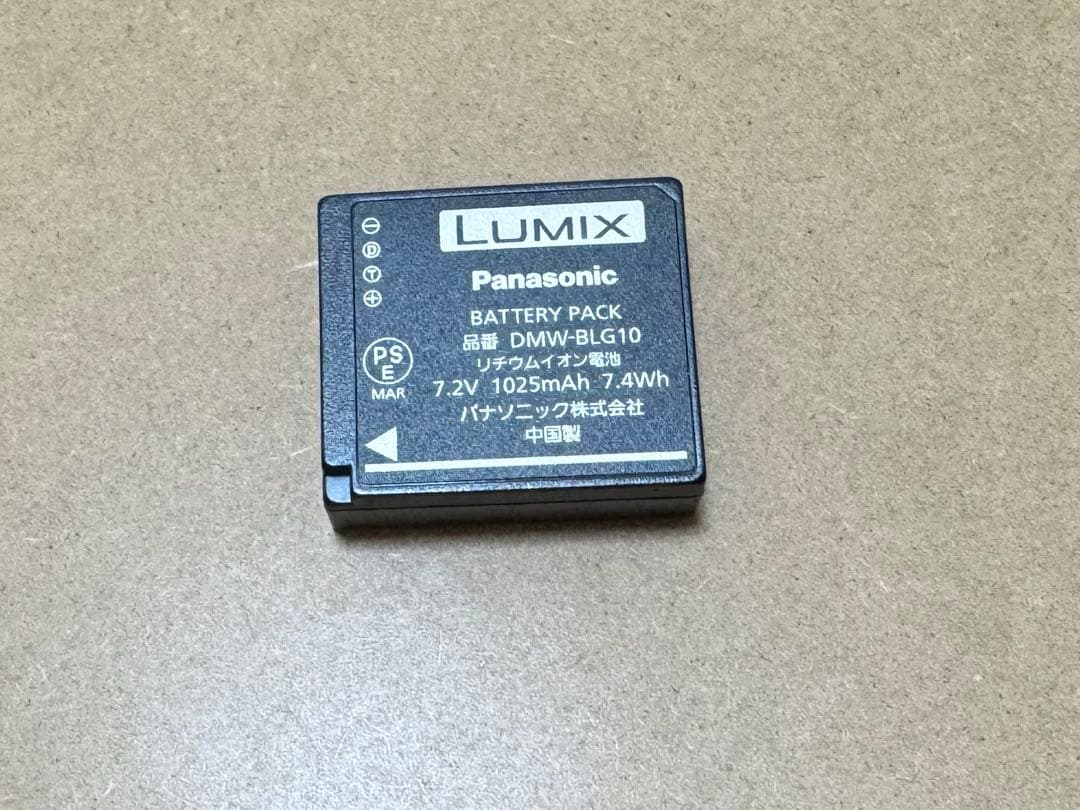 LUMIX
Panasonic
BATTERY PACK
品番 DMW-BLG10
リチウムイオン電池
7.2V 1025mAh 7.4Wh
パナソニック株式会社
中国製
⊖
D
T
⊕
PS
E
MAR